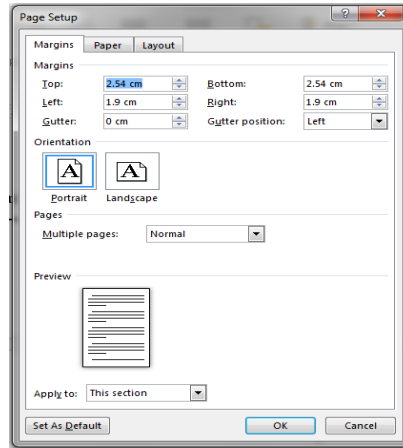 Page Setup
Margins Paper Layout
Margins
Top: 2.54 cm Bottom: 2.54 cm
Left: 1.9 cm Right: 1.9 cm
Gutter: 0 cm Gutter position: Left
Orientation
A A
Portrait Landscape
Pages
Multiple pages: Normal
Preview
Apply to: This section
Set As Default OK Cancel